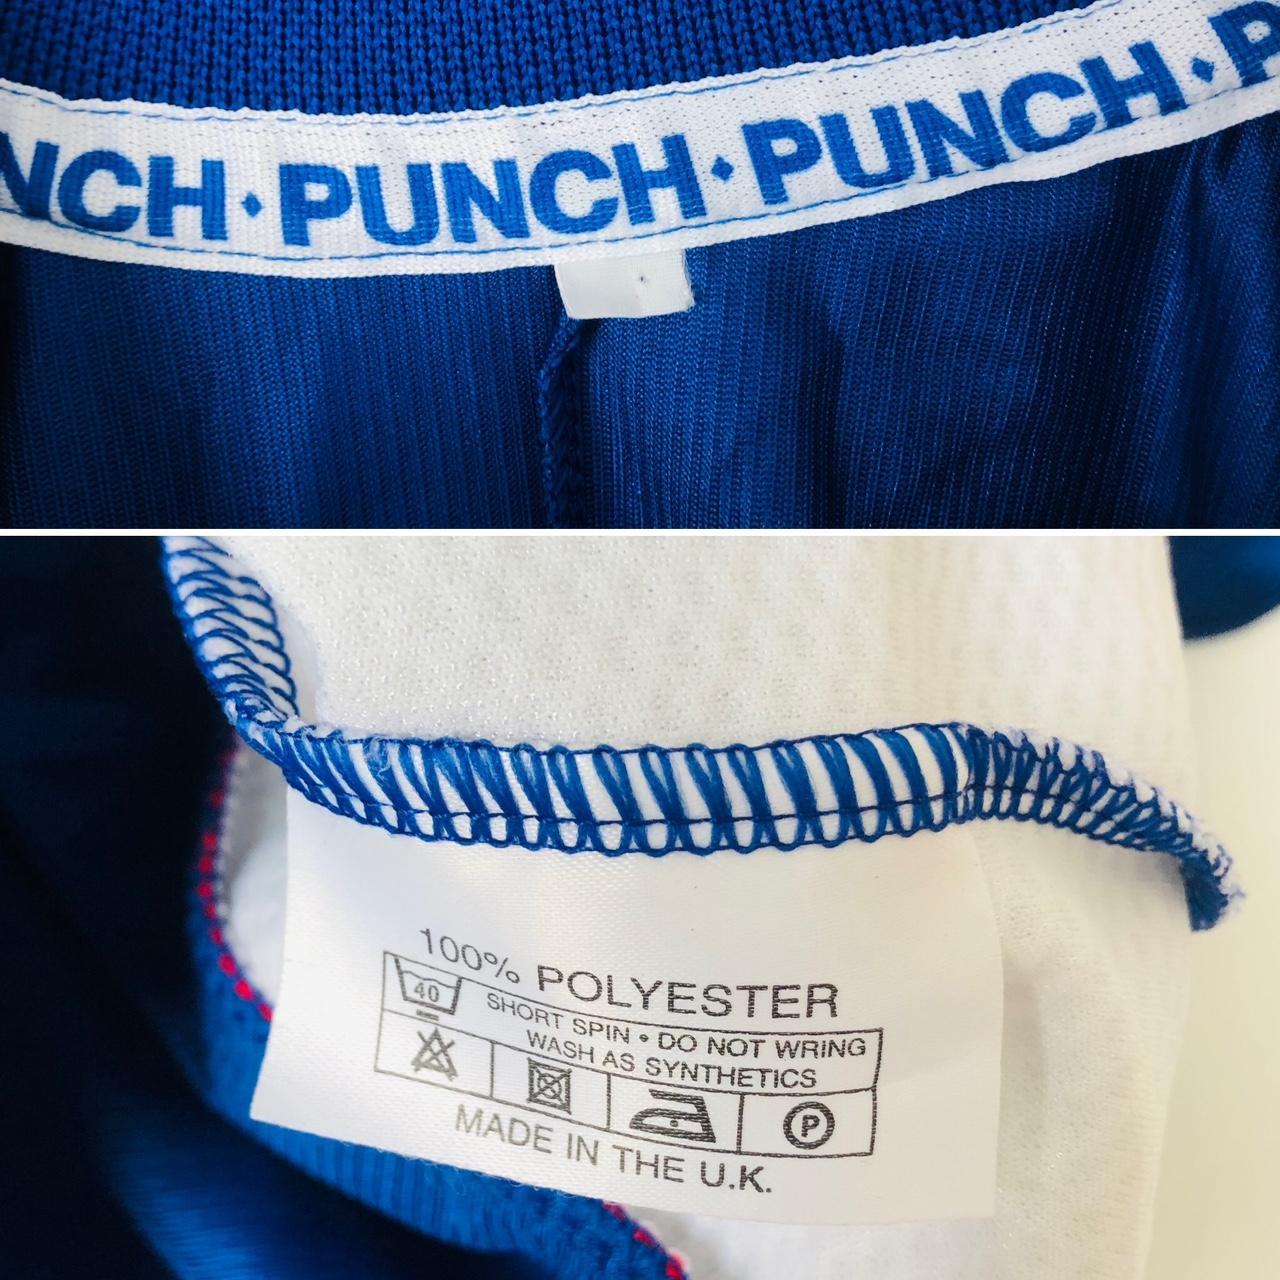 NCH ⬩ PUNCH ⬩ PUNCH ⬩ P
100% POLYESTER
40
SHORT SPIN • DO NOT WRING
WASH AS SYNTHETICS
P
MADE IN THE U.K.